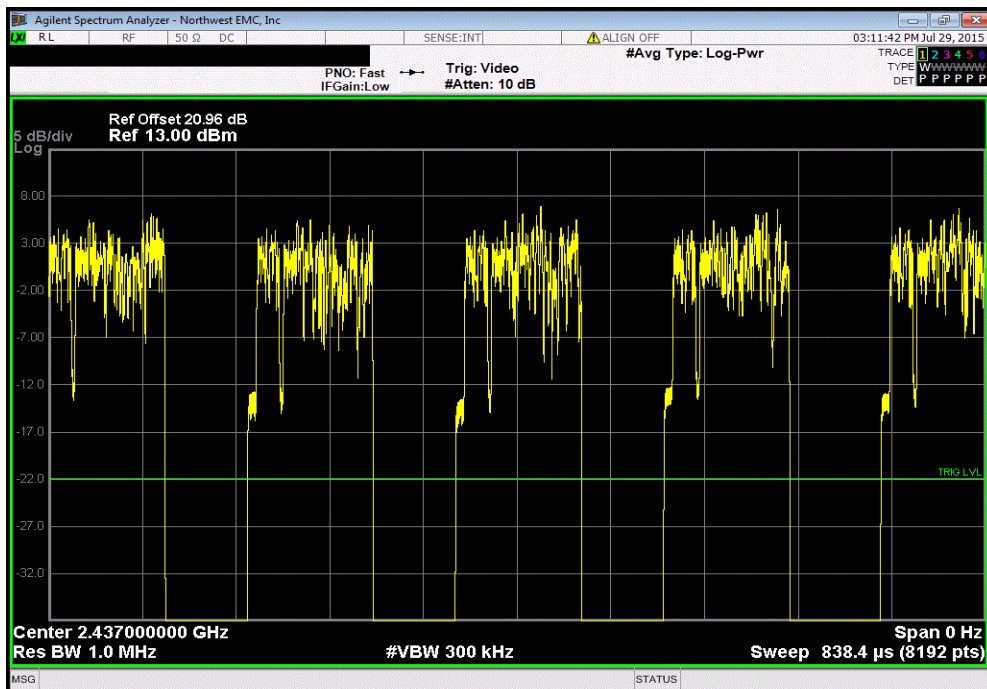 Agilent Spectrum Analyzer - Northwest EMC, Inc
LXI RL RF 50 Ω DC SENSE:INT ALIGN OFF 03:11:42 PM Jul 29, 2015
#Avg Type: Log-Pwr
TRACE 1 2 3 4 5 6
PNO: Fast Trig: Video
TYPE WWWWWW
IFGain:Low #Atten: 10 dB
DET P P P P P P
Ref Offset 20.96 dB
5 dB/div Ref 13.00 dBm
Log
8.00
3.00
-2.00
-7.00
-12.0
-17.0
TRIG LVL
-22.0
-27.0
-32.0
Center 2.437000000 GHz Span 0 Hz
Res BW 1.0 MHz #VBW 300 kHz Sweep 838.4 µs (8192 pts)
MSG STATUS